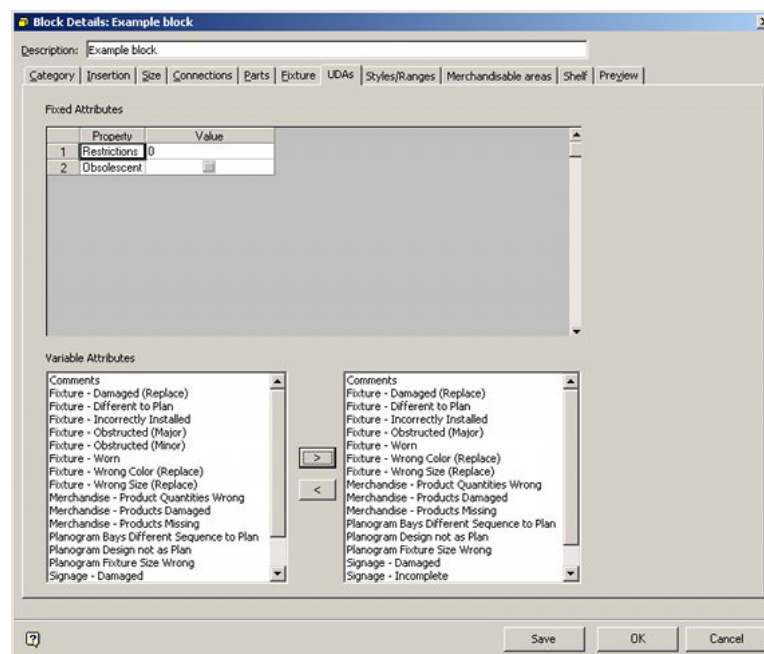 Block Details: Example block
Description: Example block
Category Insertion Size Connections Parts Fixture UDAs Styles/Ranges Merchandisable areas Shelf Preview
Fixed Attributes
Property Value
1 Restrictions 0
2 Obsolescent
Variable Attributes
Comments
Fixture - Damaged (Replace)
Fixture - Different to Plan
Fixture - Incorrectly Installed
Fixture - Obstructed (Major)
Fixture - Obstructed (Minor)
Fixture - Worn
Fixture - Wrong Color (Replace)
Fixture - Wrong Size (Replace)
Merchandise - Product Quantities Wrong
Merchandise - Products Damaged
Merchandise - Products Missing
Planogram Bays Different Sequence to Plan
Planogram Design not as Plan
Planogram Fixture Size Wrong
Signage - Damaged
>
<
Comments
Fixture - Damaged (Replace)
Fixture - Different to Plan
Fixture - Incorrectly Installed
Fixture - Obstructed (Major)
Fixture - Worn
Fixture - Wrong Color (Replace)
Fixture - Wrong Size (Replace)
Merchandise - Product Quantities Wrong
Merchandise - Products Damaged
Merchandise - Products Missing
Planogram Bays Different Sequence to Plan
Planogram Design not as Plan
Planogram Fixture Size Wrong
Signage - Damaged
Signage - Incomplete
? Save OK Cancel